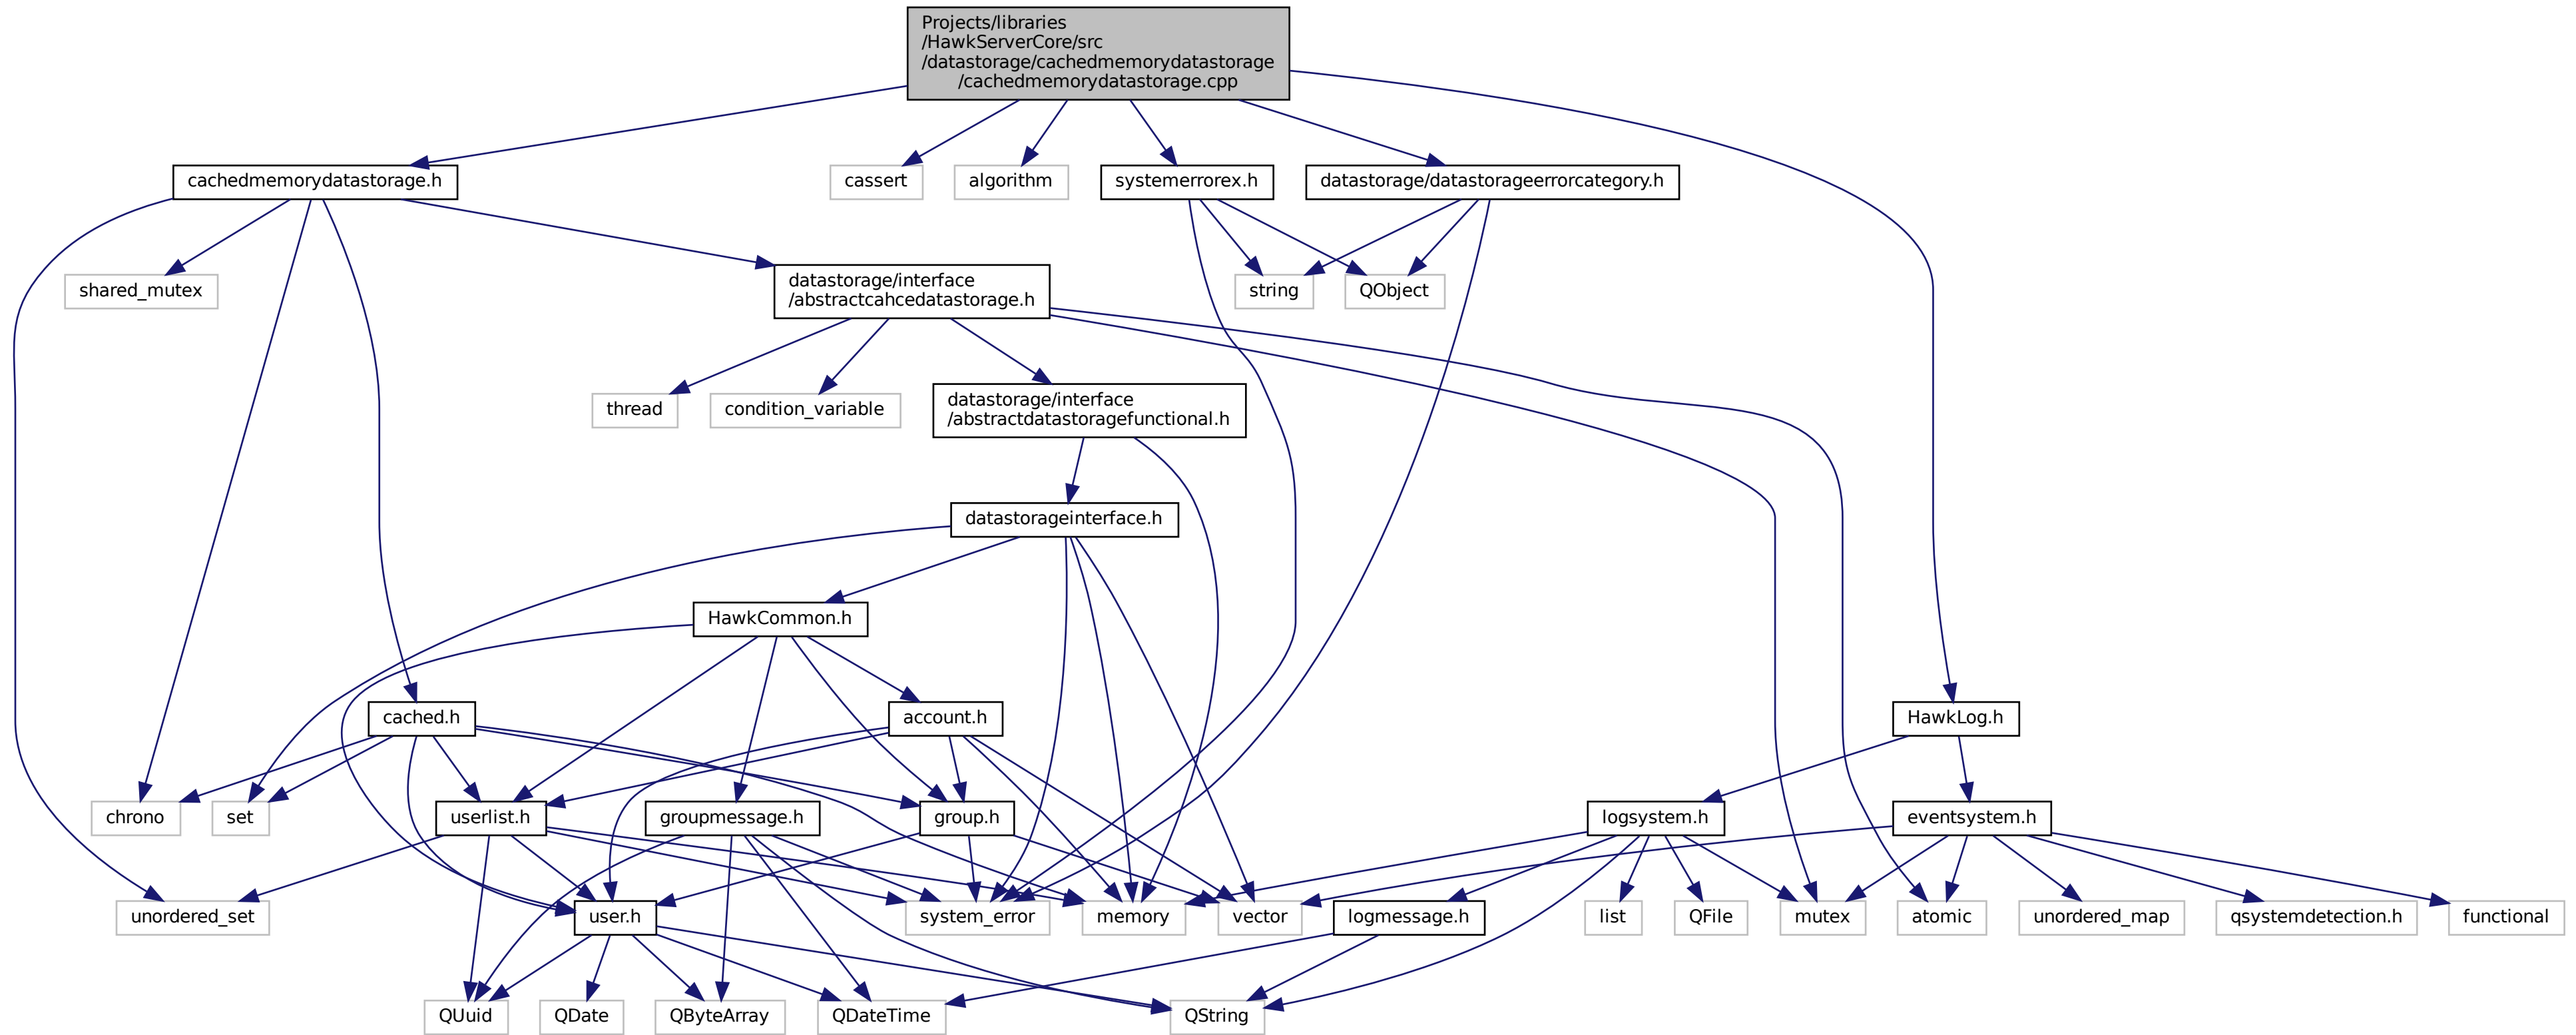 Projects/libraries
/HawkServerCore/src
/datastorage/cachedmemorydatastorage
/cachedmemorydatastorage.cpp
cachedmemorydatastorage.h
cassert
algorithm
systemerrorex.h
datastorage/datastorageerrorcategory.h
shared_mutex
datastorage/interface
/abstractcahcedatastorage.h
string
QObject
thread
condition_variable
datastorage/interface
/abstractdatastoragefunctional.h
datastorageinterface.h
HawkCommon.h
cached.h
account.h
HawkLog.h
chrono
set
userlist.h
groupmessage.h
group.h
logsystem.h
eventsystem.h
unordered_set
user.h
system_error
memory
vector
logmessage.h
list
QFile
mutex
atomic
unordered_map
qsystemdetection.h
functional
QUuid
QDate
QByteArray
QDateTime
QString